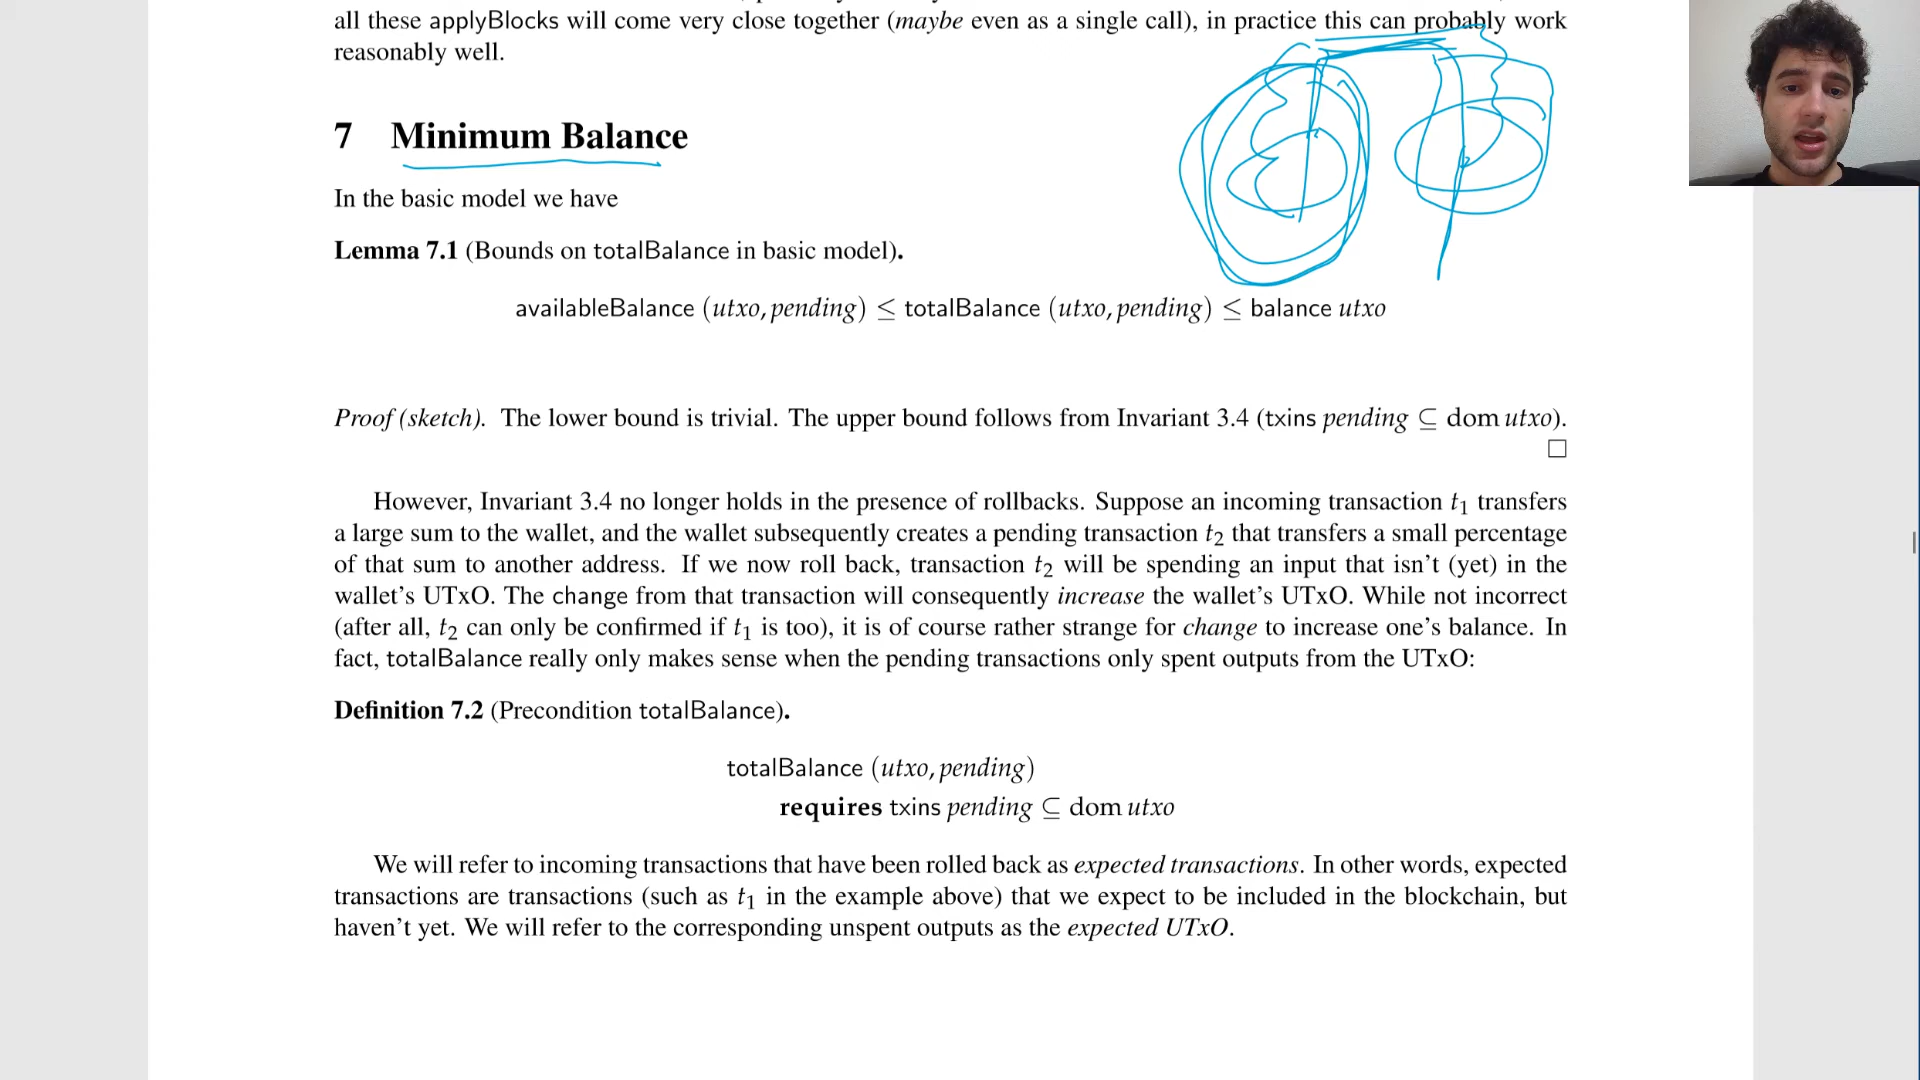 all these applyBlocks will come very close together (maybe even as a single call), in practice this can probably work
reasonably well.
7 Minimum Balance
In the basic model we have
Lemma 7.1 (Bounds on totalBalance in basic model).
availableBalance (utxo, pending) ≤ totalBalance (utxo, pending) ≤ balance utxo
Proof (sketch). The lower bound is trivial. The upper bound follows from Invariant 3.4 (txins pending ⊆ dom utxo).
□
However, Invariant 3.4 no longer holds in the presence of rollbacks. Suppose an incoming transaction t₁ transfers
a large sum to the wallet, and the wallet subsequently creates a pending transaction t₂ that transfers a small percentage
of that sum to another address. If we now roll back, transaction t₂ will be spending an input that isn't (yet) in the
wallet's UTxO. The change from that transaction will consequently increase the wallet's UTxO. While not incorrect
(after all, t₂ can only be confirmed if t₁ is too), it is of course rather strange for change to increase one's balance. In
fact, totalBalance really only makes sense when the pending transactions only spent outputs from the UTxO:
Definition 7.2 (Precondition totalBalance).
totalBalance (utxo, pending)
requires txins pending ⊆ dom utxo
We will refer to incoming transactions that have been rolled back as expected transactions. In other words, expected
transactions are transactions (such as t₁ in the example above) that we expect to be included in the blockchain, but
haven't yet. We will refer to the corresponding unspent outputs as the expected UTxO.